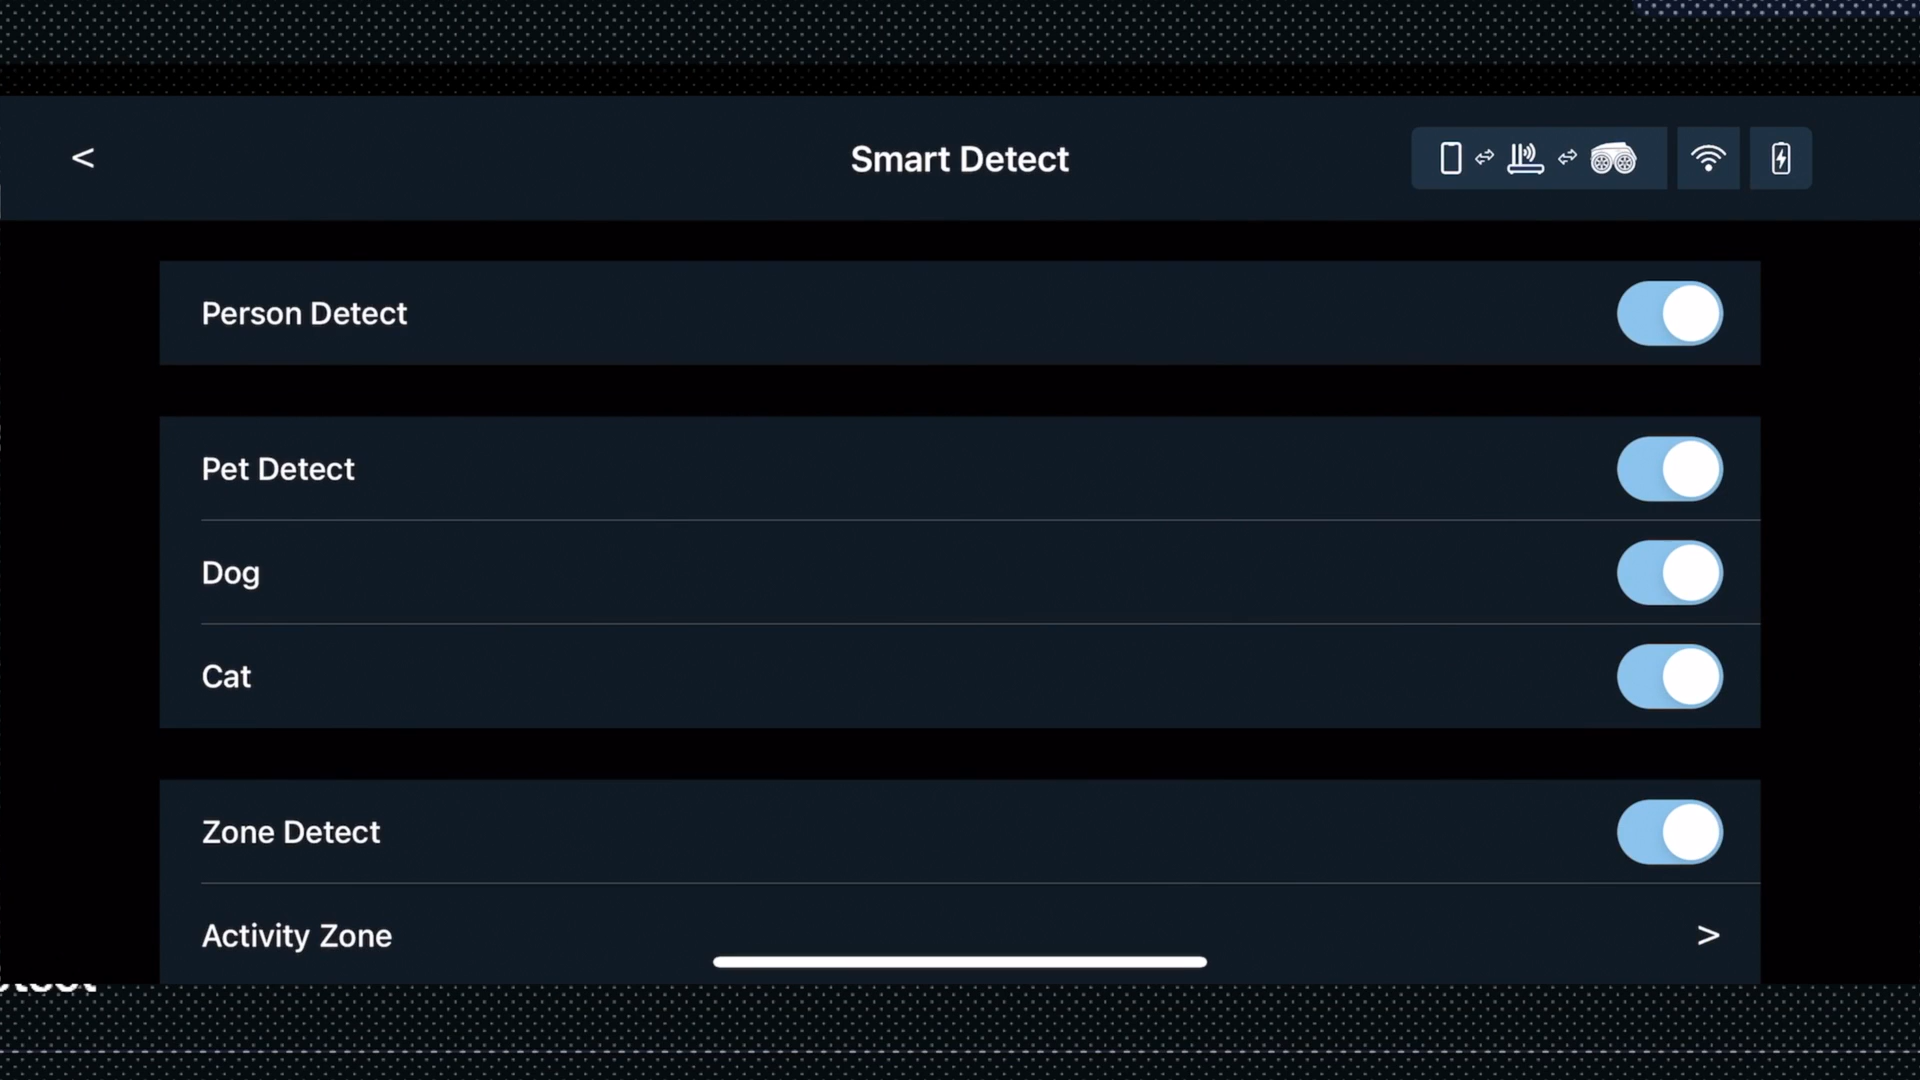 Smart Detect
Person Detect
Pet Detect
Dog
Cat
Zone Detect
Activity Zone